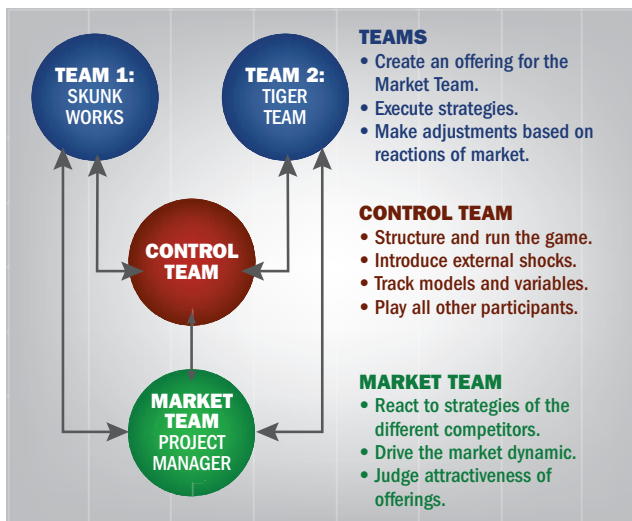 TEAM 1:
SKUNK
WORKS
TEAM 2:
TIGER
TEAM
CONTROL
TEAM
MARKET
TEAM
PROJECT
MANAGER
TEAMS
• Create an offering for the
Market Team.
• Execute strategies.
• Make adjustments based on
reactions of market.
CONTROL TEAM
• Structure and run the game.
• Introduce external shocks.
• Track models and variables.
• Play all other participants.
MARKET TEAM
• React to strategies of the
different competitors.
• Drive the market dynamic.
• Judge attractiveness of
offerings.